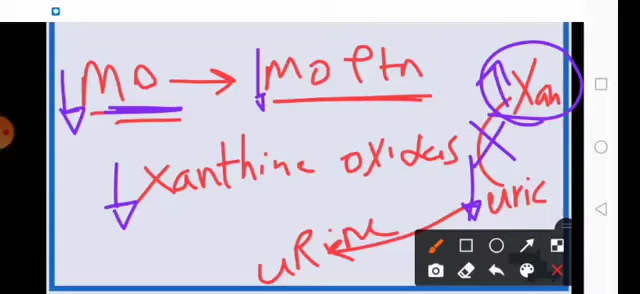 ↓ Mo → ↓ Mo Ptn
↑ Xan
↓ Xanthine oxidas
↓ uric
uRine